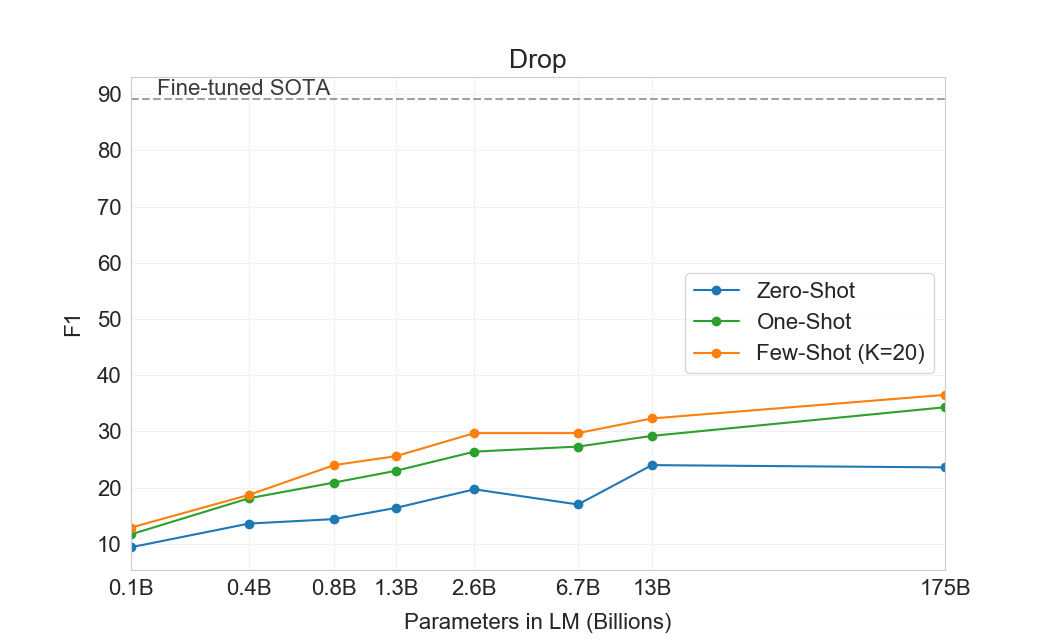 Drop
Fine-tuned SOTA
90
80
70
60
50
40
30
20
10
F1
Zero-Shot
One-Shot
Few-Shot (K=20)
0.1B 0.4B 0.8B 1.3B 2.6B 6.7B 13B 175B
Parameters in LM (Billions)